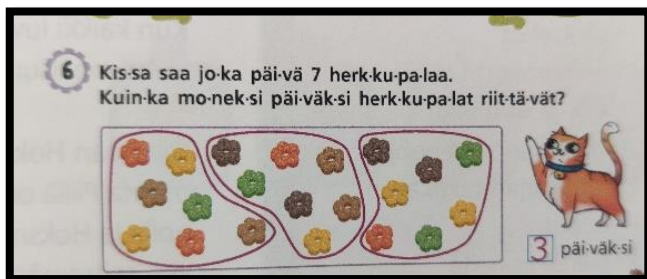 6 Kis·sa saa jo·ka päi·vä 7 herk·ku·pa·laa.
Kuin·ka mo·nek·si päi·väk·si herk·ku·pa·lat riit·tä·vät?
3 päi·väk·si